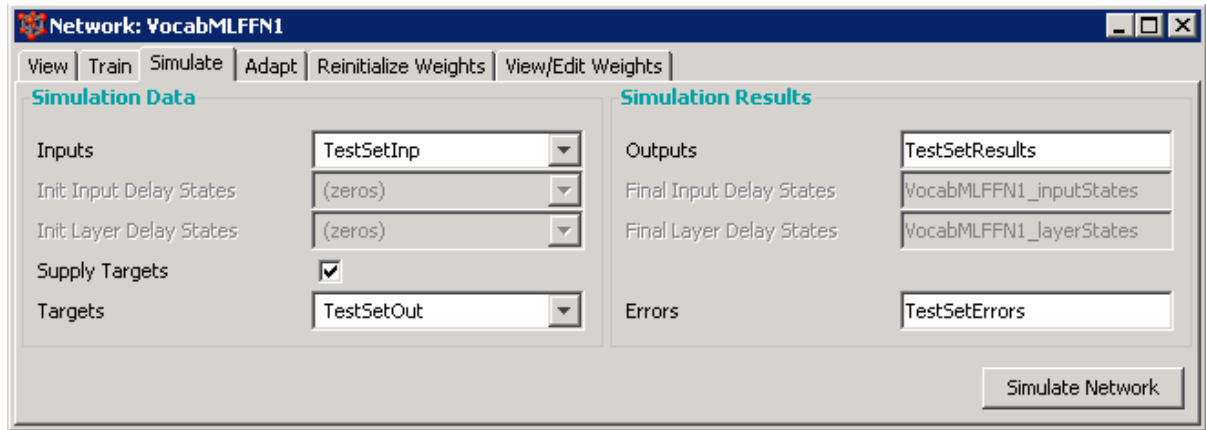 Network: VocabMLFFN1
View Train Simulate Adapt Reinitialize Weights View/Edit Weights
Simulation Data
Inputs TestSetInp
Init Input Delay States (zeros)
Init Layer Delay States (zeros)
Supply Targets
Targets TestSetOut
Simulation Results
Outputs TestSetResults
Final Input Delay States VocabMLFFN1_inputStates
Final Layer Delay States VocabMLFFN1_layerStates
Errors TestSetErrors
Simulate Network